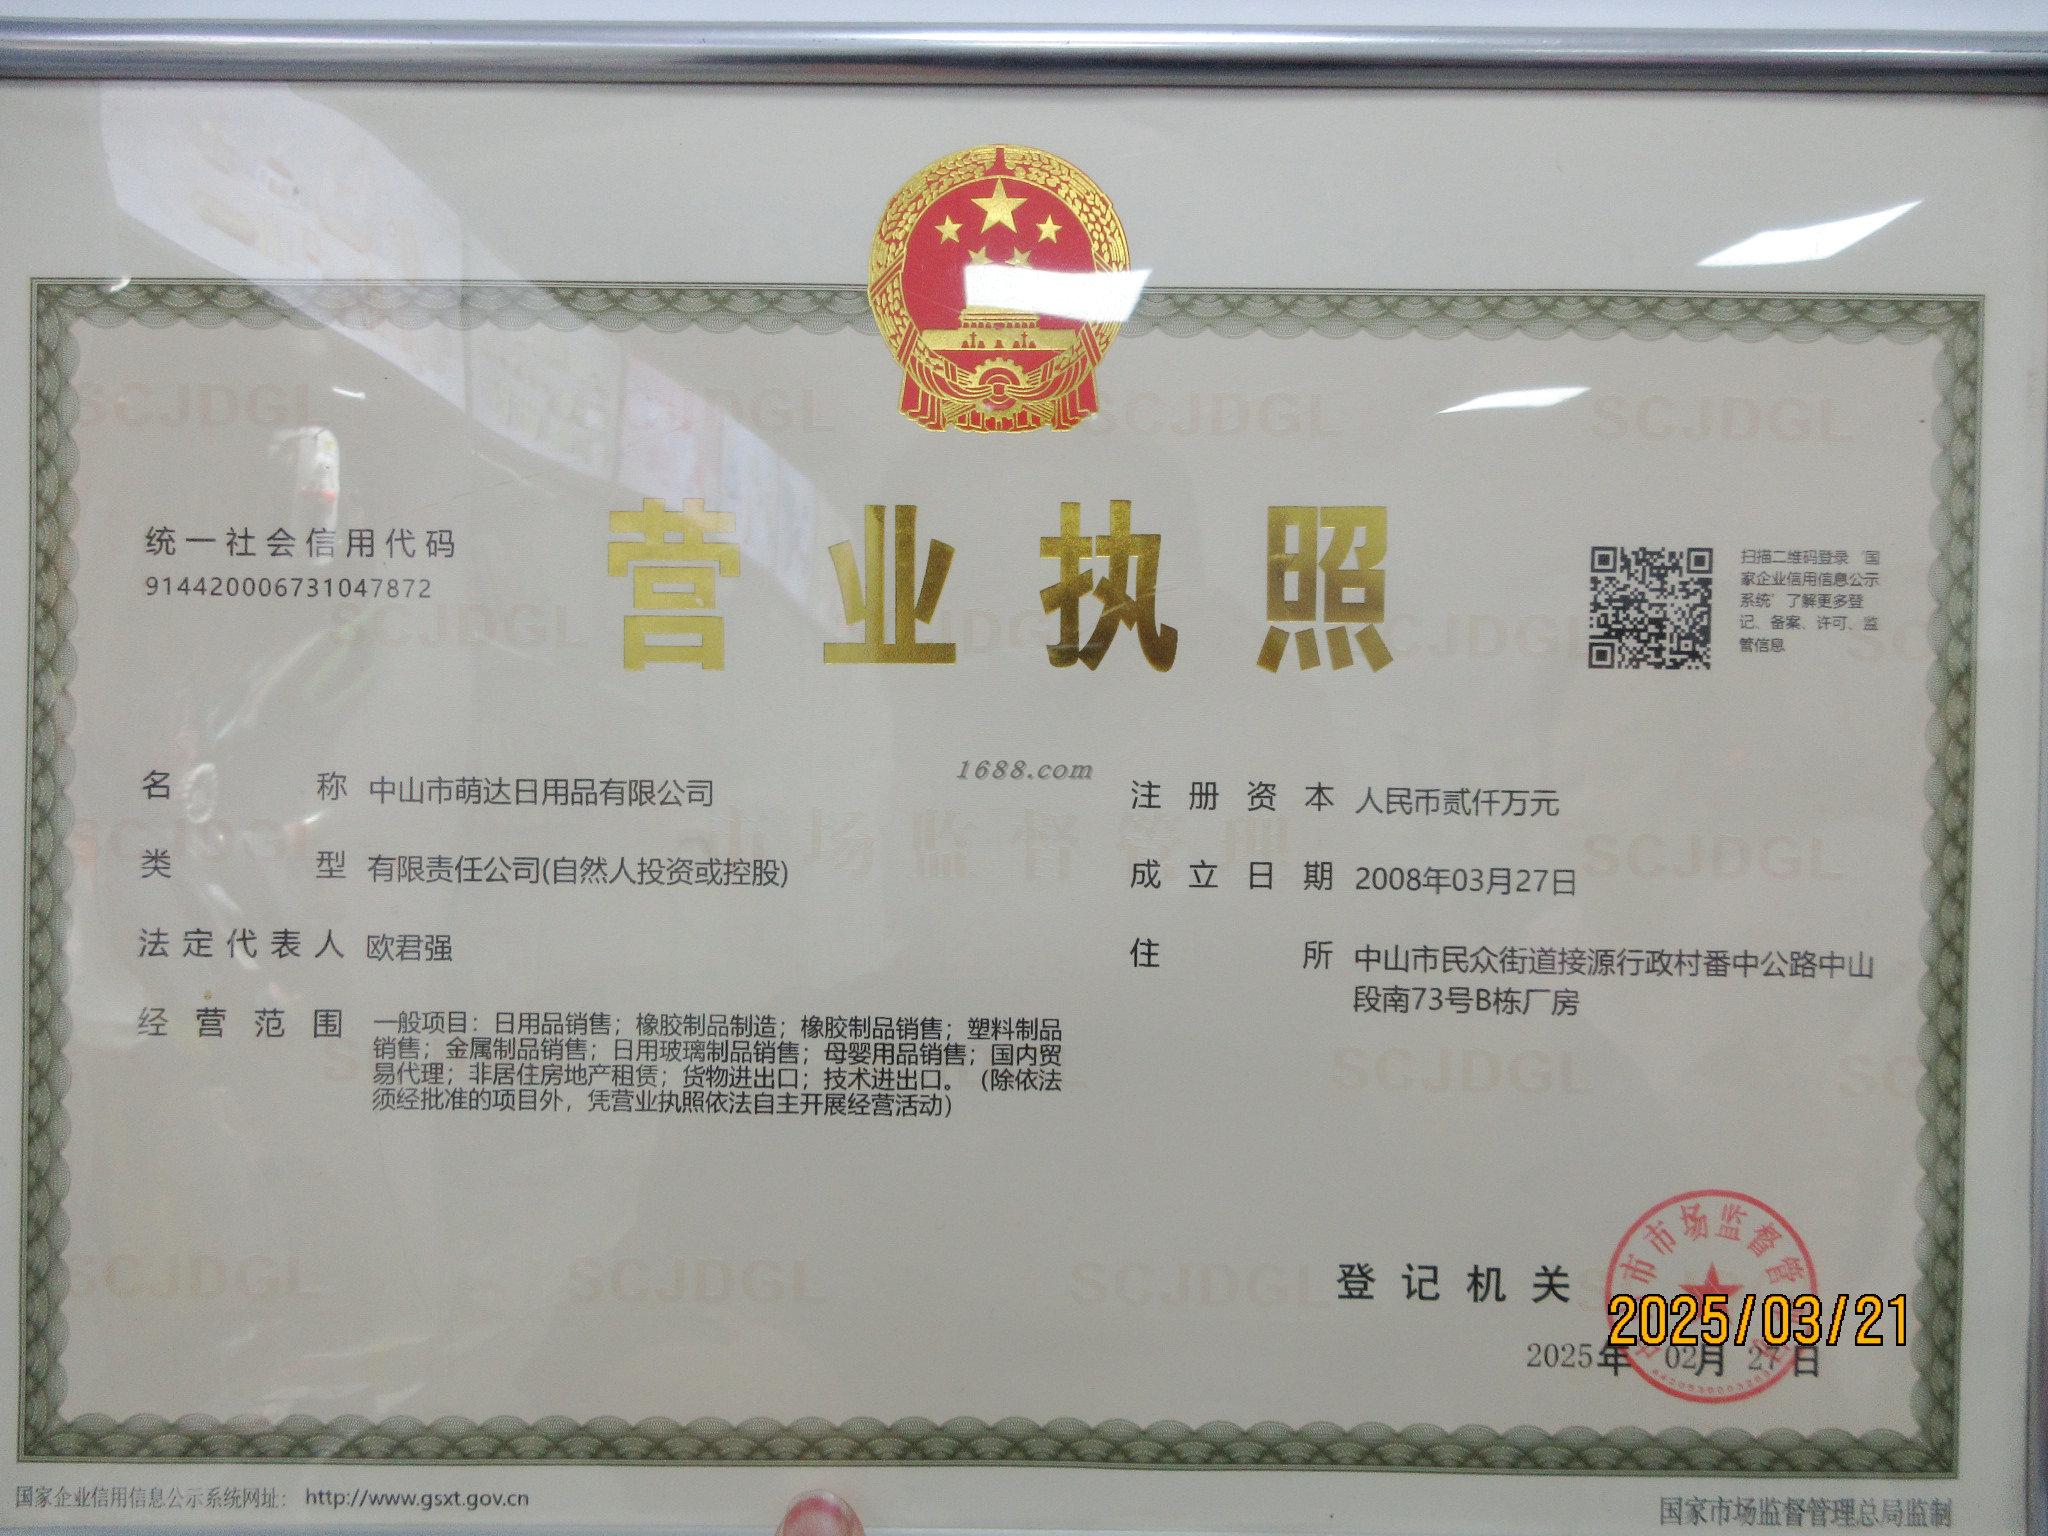 营业执照
统一社会信用代码
914420006731047872
扫描二维码登录‘国
家企业信用信息公示
系统’了解更多登
记、备案、许可、监
管信息
1688.com
名称 中山市萌达日用品有限公司
类型 有限责任公司(自然人投资或控股)
法定代表人 欧君强
经营范围 一般项目：日用品销售；橡胶制品制造；橡胶制品销售；塑料制品
销售；金属制品销售；日用玻璃制品销售；母婴用品销售；国内贸
易代理；非居住房地产租赁；货物进出口；技术进出口。（除依法
须经批准的项目外，凭营业执照依法自主开展经营活动）
注册资本 人民币贰仟万元
成立日期 2008年03月27日
住所 中山市民众街道接源行政村番中公路中山
段南73号B栋厂房
登记机关
2025/03/21
2025年 02月 27日
国家企业信用信息公示系统网址： http://www.gsxt.gov.cn
国家市场监督管理总局监制